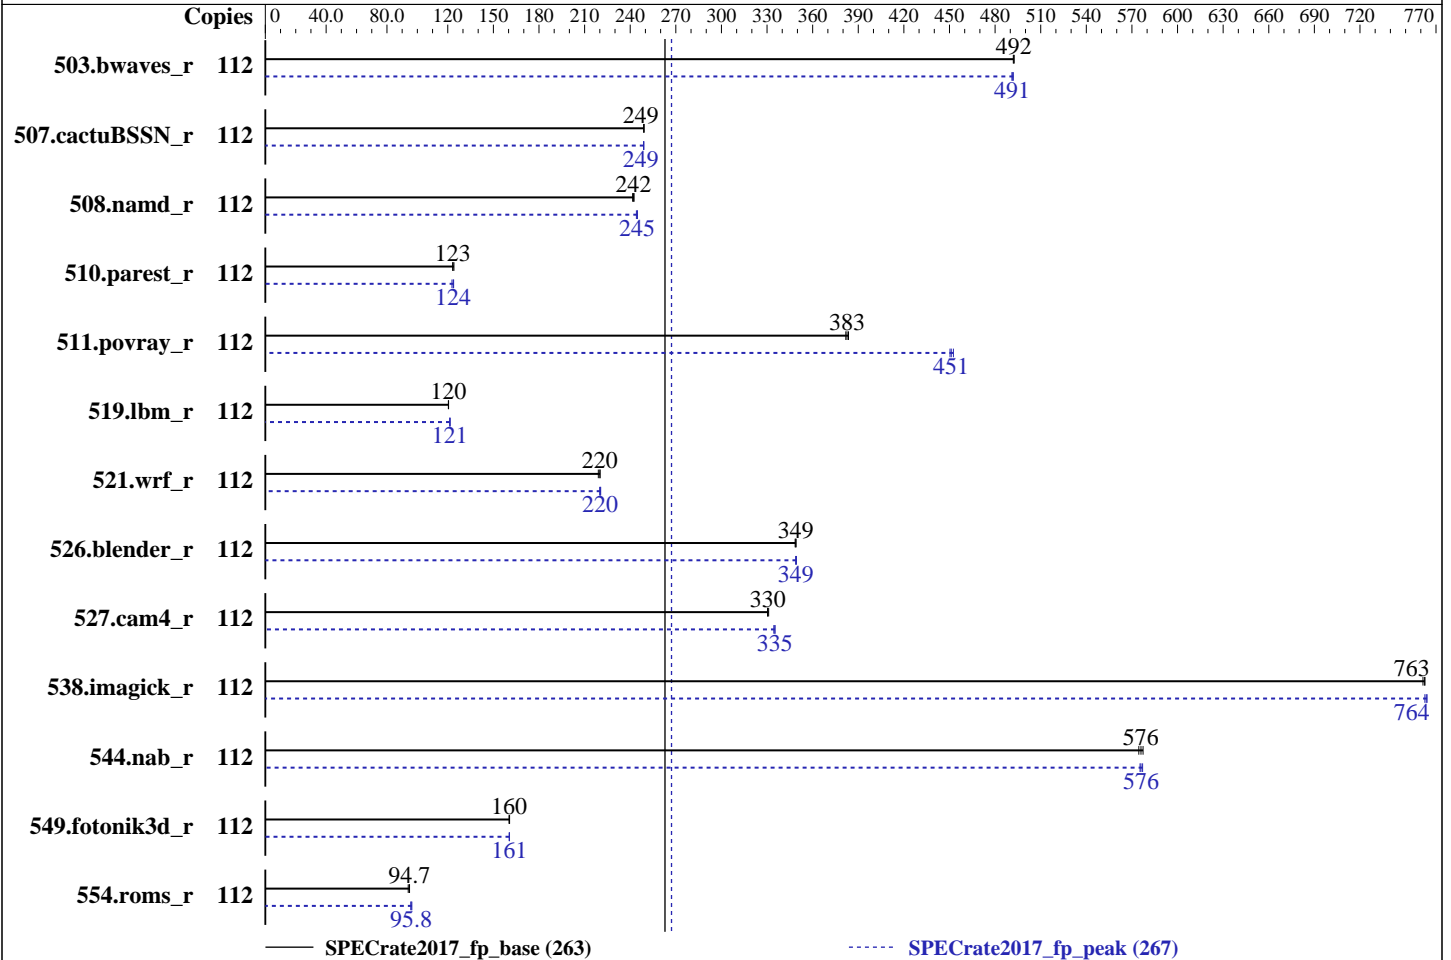 Copies 0 40.0 80.0 120 150 180 210 240 270 300 330 360 390 420 450 480 510 540 570 600 630 660 690 720 770
503.bwaves_r 112 492
491
507.cactuBSSN_r 112 249
249
508.namd_r 112 242
245
510.parest_r 112 123
124
511.povray_r 112 383
451
519.lbm_r 112 120
121
521.wrf_r 112 220
220
526.blender_r 112 349
349
527.cam4_r 112 330
335
538.imagick_r 112 763
764
544.nab_r 112 576
576
549.fotonik3d_r 112 160
161
554.roms_r 112 94.7
95.8
SPECrate2017_fp_base (263) SPECrate2017_fp_peak (267)